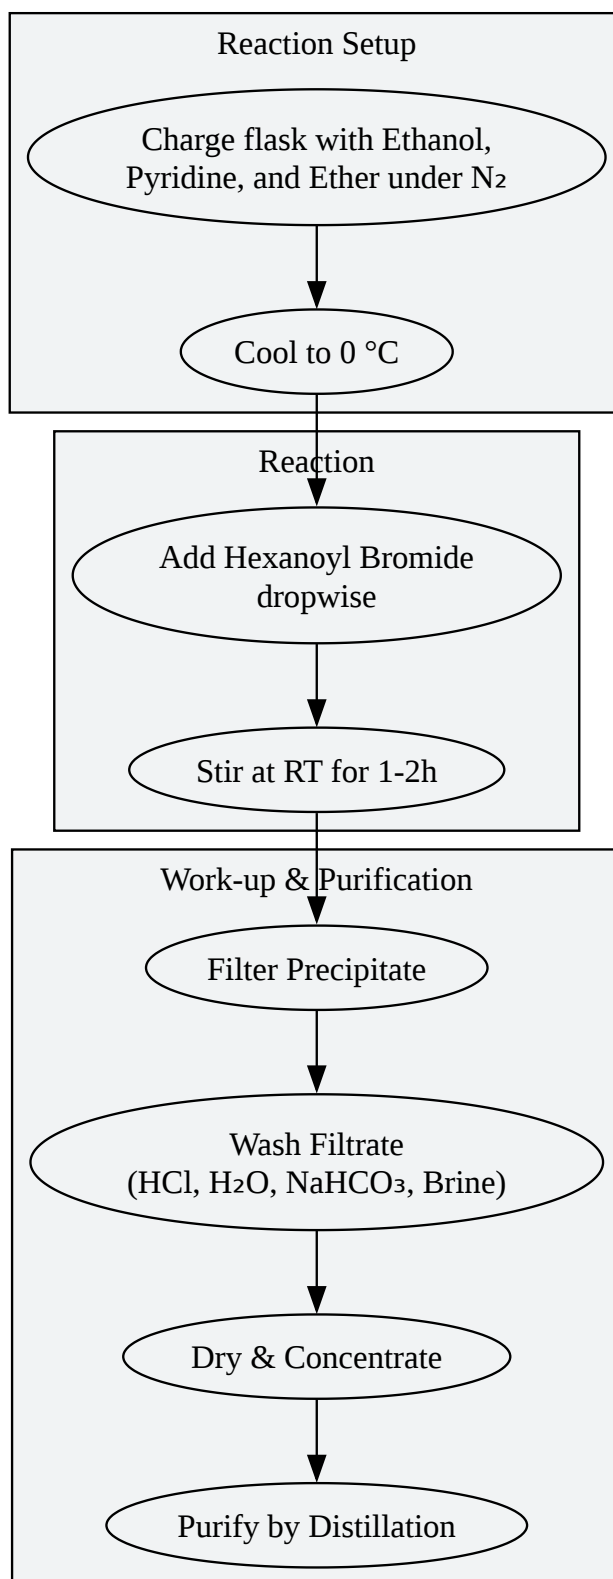 Reaction Setup
Charge flask with Ethanol,
Pyridine, and Ether under N₂
Cool to 0 °C
Reaction
Add Hexanoyl Bromide
dropwise
Stir at RT for 1-2h
Work-up & Purification
Filter Precipitate
Wash Filtrate
(HCl, H₂O, NaHCO₃, Brine)
Dry & Concentrate
Purify by Distillation